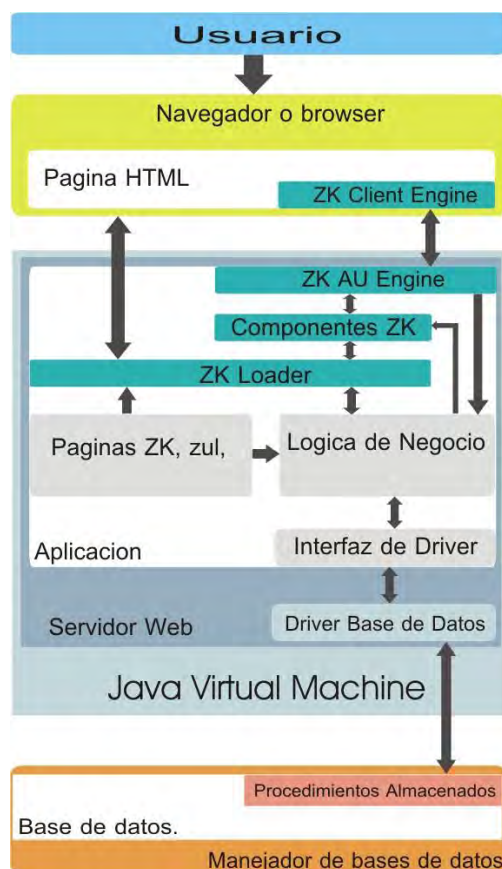 Usuario
Navegador o browser
Pagina HTML
ZK Client Engine
ZK AU Engine
Componentes ZK
ZK Loader
Paginas ZK, zul,
Logica de Negocio
Aplicacion
Interfaz de Driver
Servidor Web
Driver Base de Datos
Java Virtual Machine
Procedimientos Almacenados
Base de datos.
Manejador de bases de datos